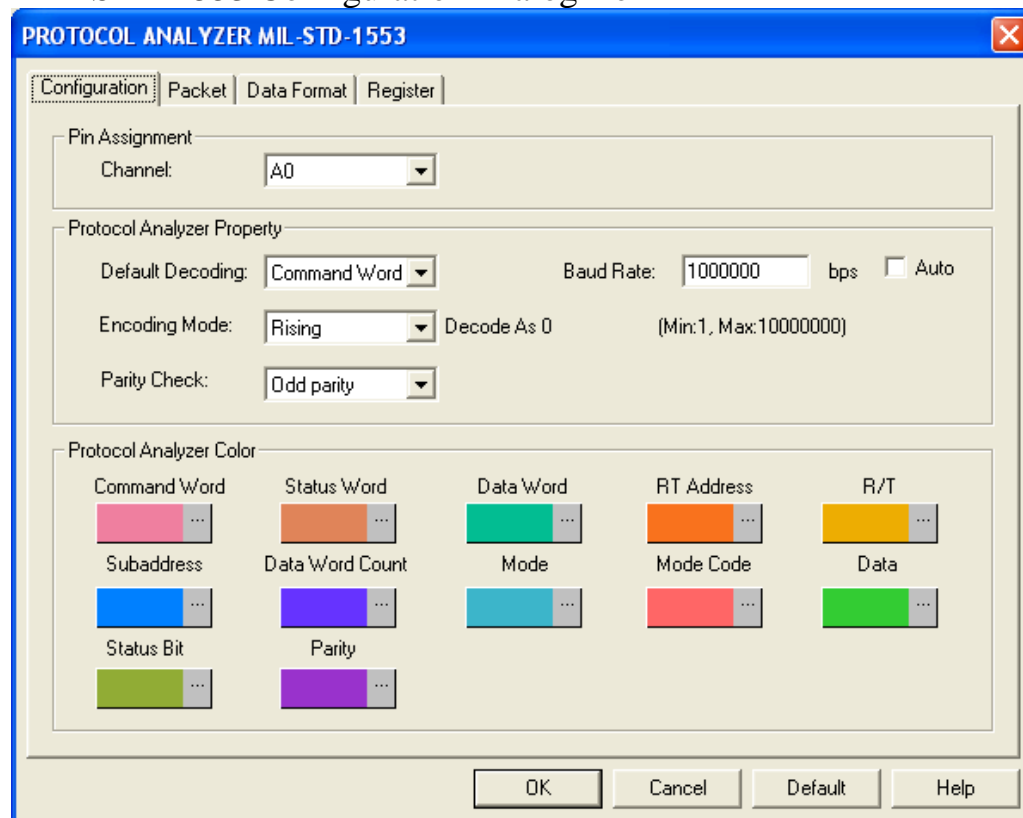 PROTOCOL ANALYZER MIL-STD-1553
Configuration Packet Data Format Register
Pin Assignment
Channel: A0
Protocol Analyzer Property
Default Decoding: Command Word Baud Rate: 1000000 bps Auto
Encoding Mode: Rising Decode As 0 (Min:1, Max:10000000)
Parity Check: Odd parity
Protocol Analyzer Color
Command Word Status Word Data Word RT Address R/T
... ... ... ... ...
Subaddress Data Word Count Mode Mode Code Data
... ... ... ... ...
Status Bit Parity
... ...
OK Cancel Default Help